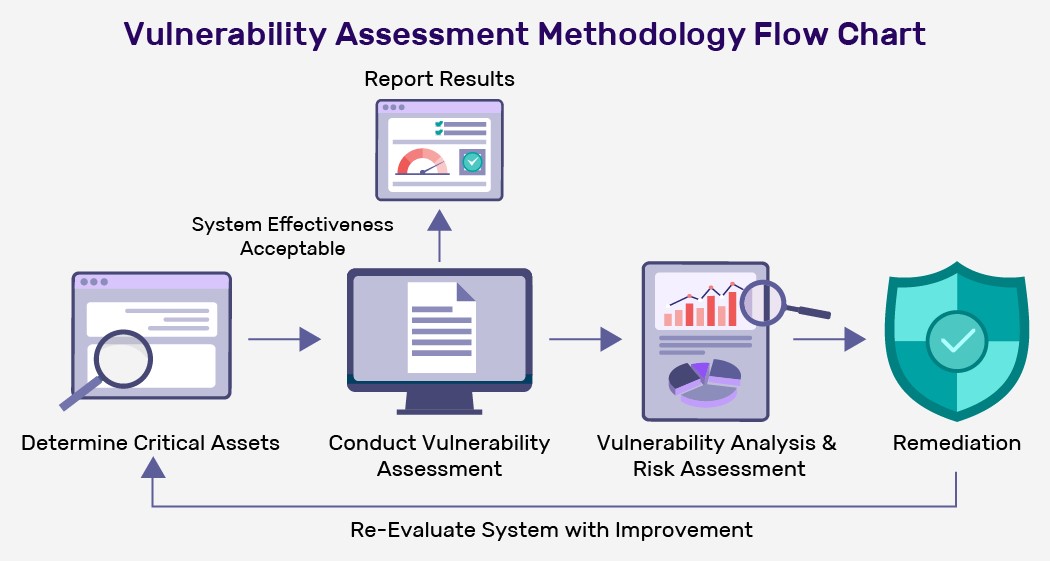 Vulnerability Assessment Methodology Flow Chart
Report Results
System Effectiveness
Acceptable
Determine Critical Assets
Conduct Vulnerability
Assessment
Vulnerability Analysis &
Risk Assessment
Remediation
Re-Evaluate System with Improvement